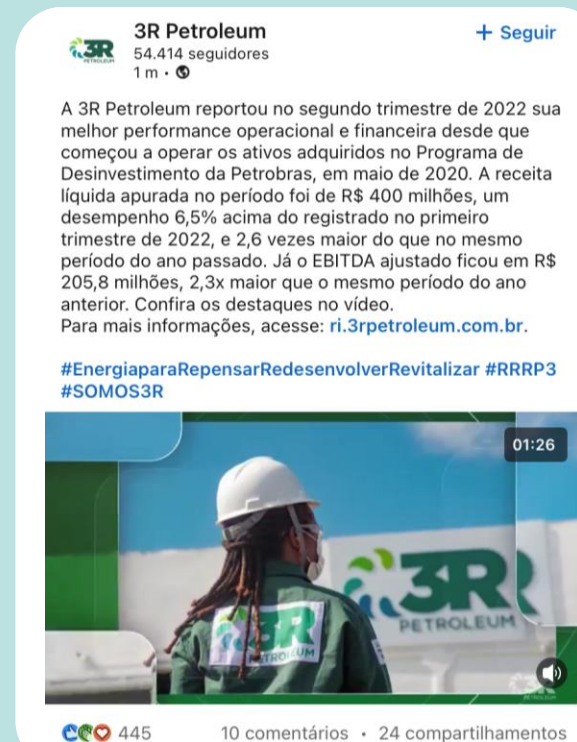 3R Petroleum
+ Seguir
3R
PETROLEUM
54.414 seguidores
1 m •
A 3R Petroleum reportou no segundo trimestre de 2022 sua
melhor performance operacional e financeira desde que
começou a operar os ativos adquiridos no Programa de
Desinvestimento da Petrobras, em maio de 2020. A receita
líquida apurada no período foi de R$ 400 milhões, um
desempenho 6,5% acima do registrado no primeiro
trimestre de 2022, e 2,6 vezes maior do que no mesmo
período do ano passado. Já o EBITDA ajustado ficou em R$
205,8 milhões, 2,3x maior que o mesmo período do ano
anterior. Confira os destaques no vídeo.
Para mais informações, acesse: ri.3rpetroleum.com.br.
#EnergiaparaRepensarRedesenvolverRevitalizar #RRRP3
#SOMOS3R
01:26
3R
PETROLEUM
3R
PETROLEUM
445
10 comentários • 24 compartilhamentos